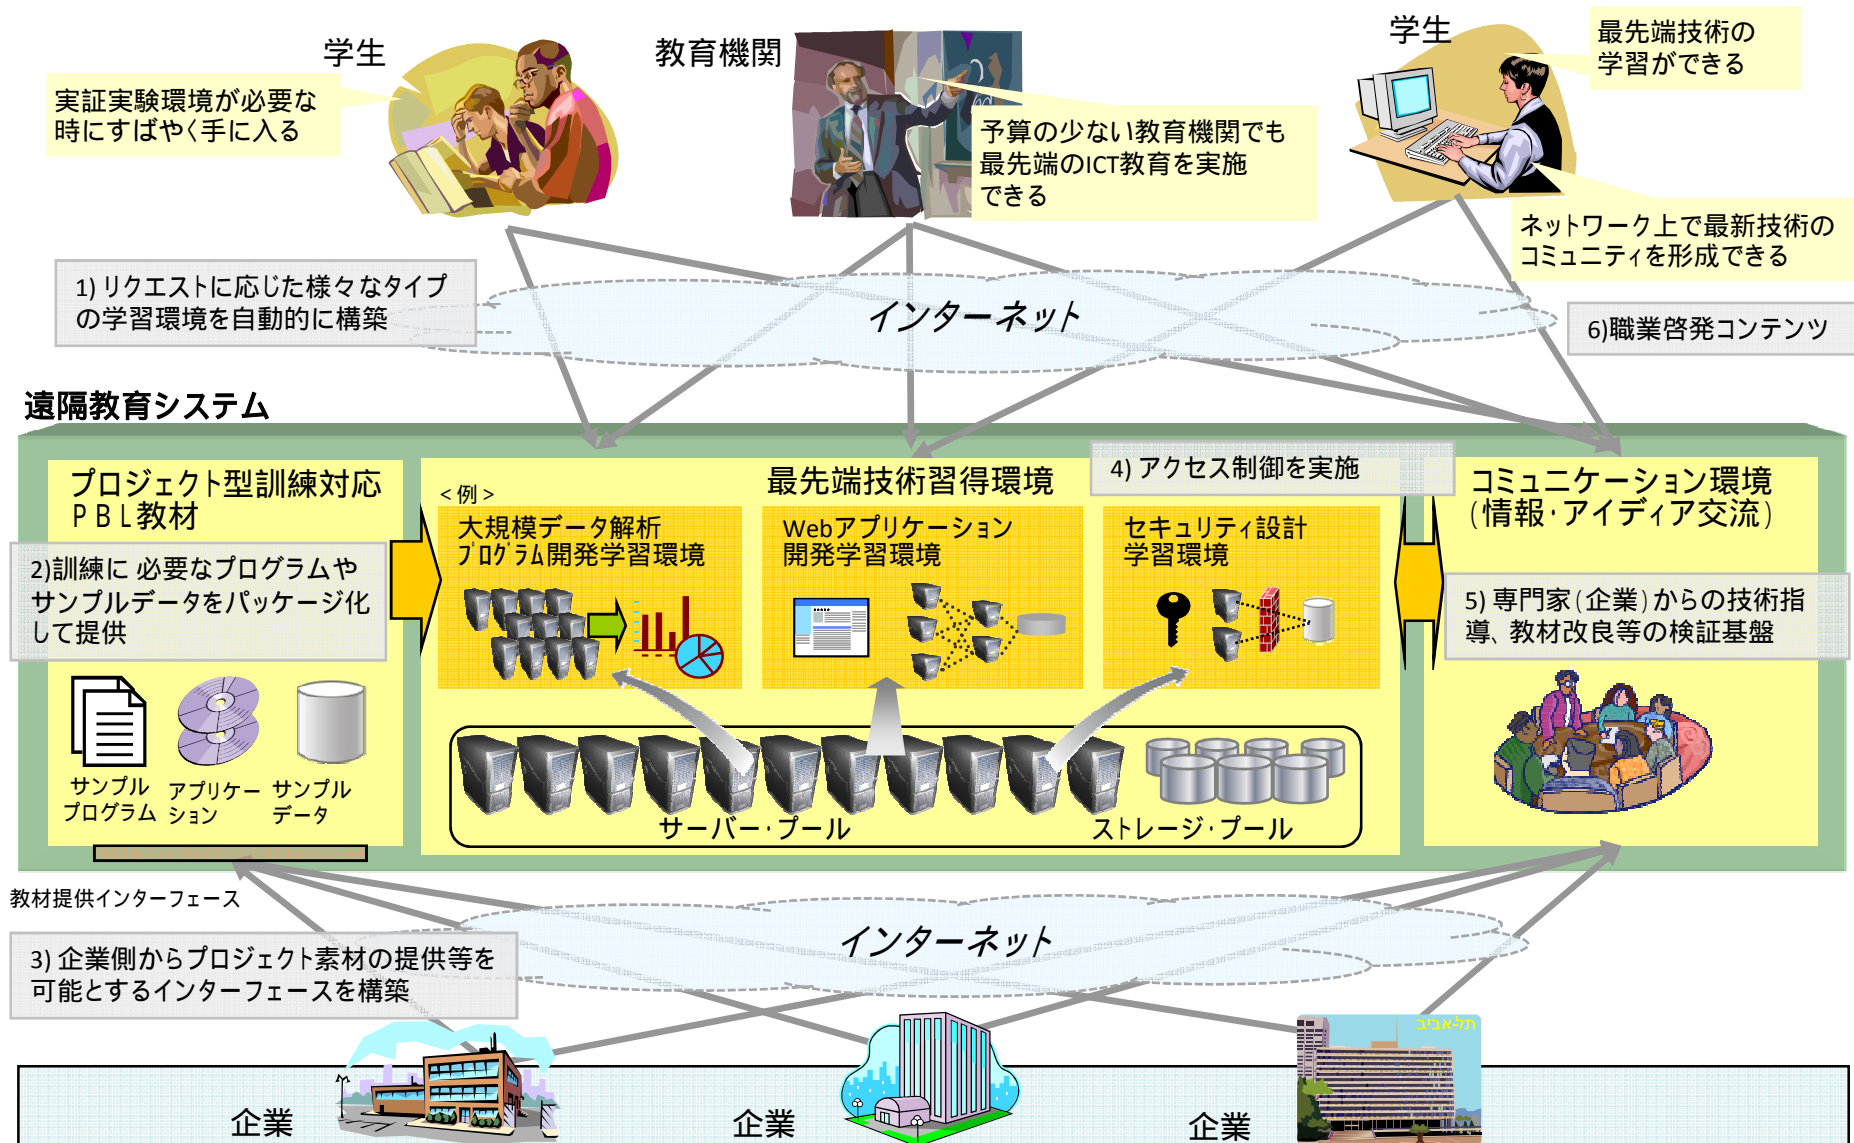 学生
教育機関
学生
最先端技術の
学習ができる
実証実験環境が必要な
時にすばやく手に入る
予算の少ない教育機関でも
最先端のICT教育を実施
できる
ネットワーク上で最新技術の
コミュニティを形成できる
1) リクエストに応じた様々なタイプ
の学習環境を自動的に構築
インターネット
6)職業啓発コンテンツ
遠隔教育システム
プロジェクト型訓練対応
PBL教材
2)訓練に 必要なプログラムや
サンプルデータをパッケージ化
して提供
サンプル
プログラム
アプリケー
ション
サンプル
データ
最先端技術習得環境
4) アクセス制御を実施
<例>
大規模データ解析
プログラム開発学習環境
Webアプリケーション
開発学習環境
セキュリティ設計
学習環境
サーバー・プール
ストレージ・プール
コミュニケーション環境
(情報・アイディア交流)
5) 専門家(企業)からの技術指
導、教材改良等の検証基盤
教材提供インターフェース
3) 企業側からプロジェクト素材の提供等を
可能とするインターフェースを構築
インターネット
תל-אביב
企業
企業
企業